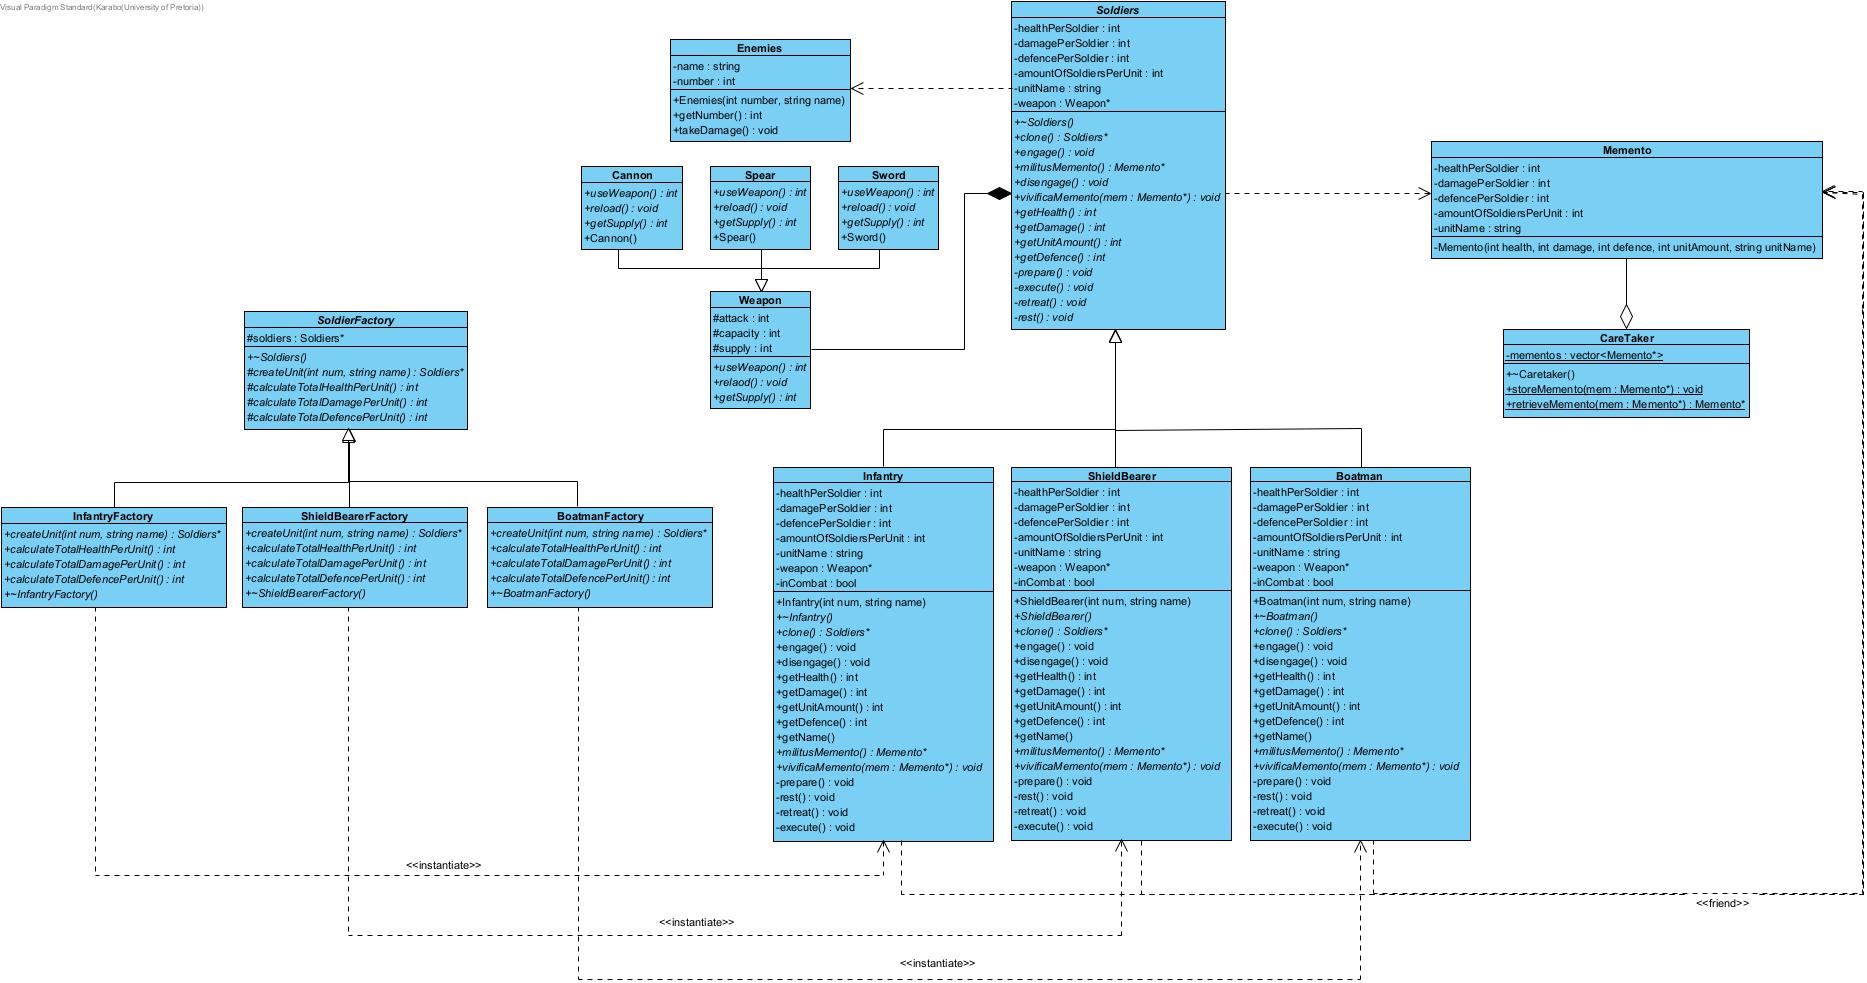 Visual Paradigm Standard(Karabo(University of Pretoria))
Soldiers
-healthPerSoldier : int
-damagePerSoldier : int
-defencePerSoldier : int
-amountOfSoldiersPerUnit : int
-unitName : string
-weapon : Weapon*
+~Soldiers()
+clone() : Soldiers*
+engage() : void
+militusMemento() : Memento*
+disengage() : void
+vivificaMemento(mem : Memento*) : void
+getHealth() : int
+getDamage() : int
+getUnitAmount() : int
+getDefence() : int
-prepare() : void
-execute() : void
-retreat() : void
-rest() : void
Enemies
-name : string
-number : int
+Enemies(int number, string name)
+getNumber() : int
+takeDamage() : void
Memento
-healthPerSoldier : int
-damagePerSoldier : int
-defencePerSoldier : int
-amountOfSoldiersPerUnit : int
-unitName : string
-Memento(int health, int damage, int defence, int unitAmount, string unitName)
Cannon
+useWeapon() : int
+reload() : void
+getSupply() : int
+Cannon()
Spear
+useWeapon() : int
+reload() : void
+getSupply() : int
+Spear()
Sword
+useWeapon() : int
+reload() : void
+getSupply() : int
+Sword()
Weapon
#attack : int
#capacity : int
#supply : int
+useWeapon() : int
+relaod() : void
+getSupply() : int
SoldierFactory
#soldiers : Soldiers*
+~Soldiers()
#createUnit(int num, string name) : Soldiers*
#calculateTotalHealthPerUnit() : int
#calculateTotalDamagePerUnit() : int
#calculateTotalDefencePerUnit() : int
CareTaker
-mementos : vector<Memento*>
+~Caretaker()
+storeMemento(mem : Memento*) : void
+retrieveMemento(mem : Memento*) : Memento*
InfantryFactory
+createUnit(int num, string name) : Soldiers*
+calculateTotalHealthPerUnit() : int
+calculateTotalDamagePerUnit() : int
+calculateTotalDefencePerUnit() : int
+~InfantryFactory()
ShieldBearerFactory
+createUnit(int num, string name) : Soldiers*
+calculateTotalHealthPerUnit() : int
+calculateTotalDamagePerUnit() : int
+calculateTotalDefencePerUnit() : int
+~ShieldBearerFactory()
BoatmanFactory
+createUnit(int num, string name) : Soldiers*
+calculateTotalHealthPerUnit() : int
+calculateTotalDamagePerUnit() : int
+calculateTotalDefencePerUnit() : int
+~BoatmanFactory()
Infantry
-healthPerSoldier : int
-damagePerSoldier : int
-defencePerSoldier : int
-amountOfSoldiersPerUnit : int
-unitName : string
-weapon : Weapon*
-inCombat : bool
+Infantry(int num, string name)
+~Infantry()
+clone() : Soldiers*
+engage() : void
+disengage() : void
+getHealth() : int
+getDamage() : int
+getUnitAmount() : int
+getDefence() : int
+getName()
+militusMemento() : Memento*
+vivificaMemento(mem : Memento*) : void
-prepare() : void
-rest() : void
-retreat() : void
-execute() : void
ShieldBearer
-healthPerSoldier : int
-damagePerSoldier : int
-defencePerSoldier : int
-amountOfSoldiersPerUnit : int
-unitName : string
-weapon : Weapon*
-inCombat : bool
+ShieldBearer(int num, string name)
+ShieldBearer()
+clone() : Soldiers*
+engage() : void
+disengage() : void
+getHealth() : int
+getDamage() : int
+getUnitAmount() : int
+getDefence() : int
+getName()
+militusMemento() : Memento*
+vivificaMemento(mem : Memento*) : void
-prepare() : void
-rest() : void
-retreat() : void
-execute() : void
Boatman
-healthPerSoldier : int
-damagePerSoldier : int
-defencePerSoldier : int
-amountOfSoldiersPerUnit : int
-unitName : string
-weapon : Weapon*
-inCombat : bool
+Boatman(int num, string name)
+~Boatman()
+clone() : Soldiers*
+engage() : void
+disengage() : void
+getHealth() : int
+getDamage() : int
+getUnitAmount() : int
+getDefence() : int
+getName()
+militusMemento() : Memento*
+vivificaMemento(mem : Memento*) : void
-prepare() : void
-rest() : void
-retreat() : void
-execute() : void
<<instantiate>>
<<friend>>
<<instantiate>>
<<instantiate>>